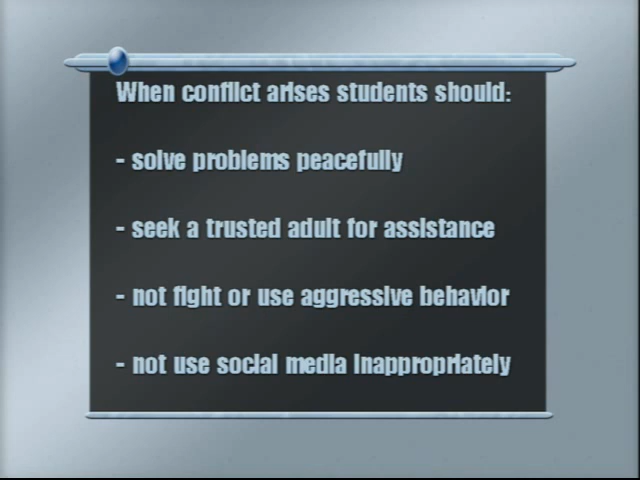 When conflict arises students should:
- solve problems peacefully
- seek a trusted adult for assistance
- not fight or use aggressive behavior
- not use social media inappropriately